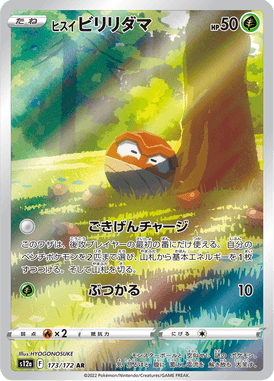 たね ヒスイ ビリリダマ HP50
ごきげんチャージ
このワザは、後攻プレイヤーの最初の番にだけ使える。自分の
ベンチポケモンを2匹まで選び、山札から基本エネルギーを1枚
ずつつける。そして山札を切る。
ぶつかる 10
弱点 ×2 抵抗力 にげる
Illus. HYOGONOSUKE
s12a F 173/172 AR
©2022 Pokémon/Nintendo/Creatures/GAME FREAK.